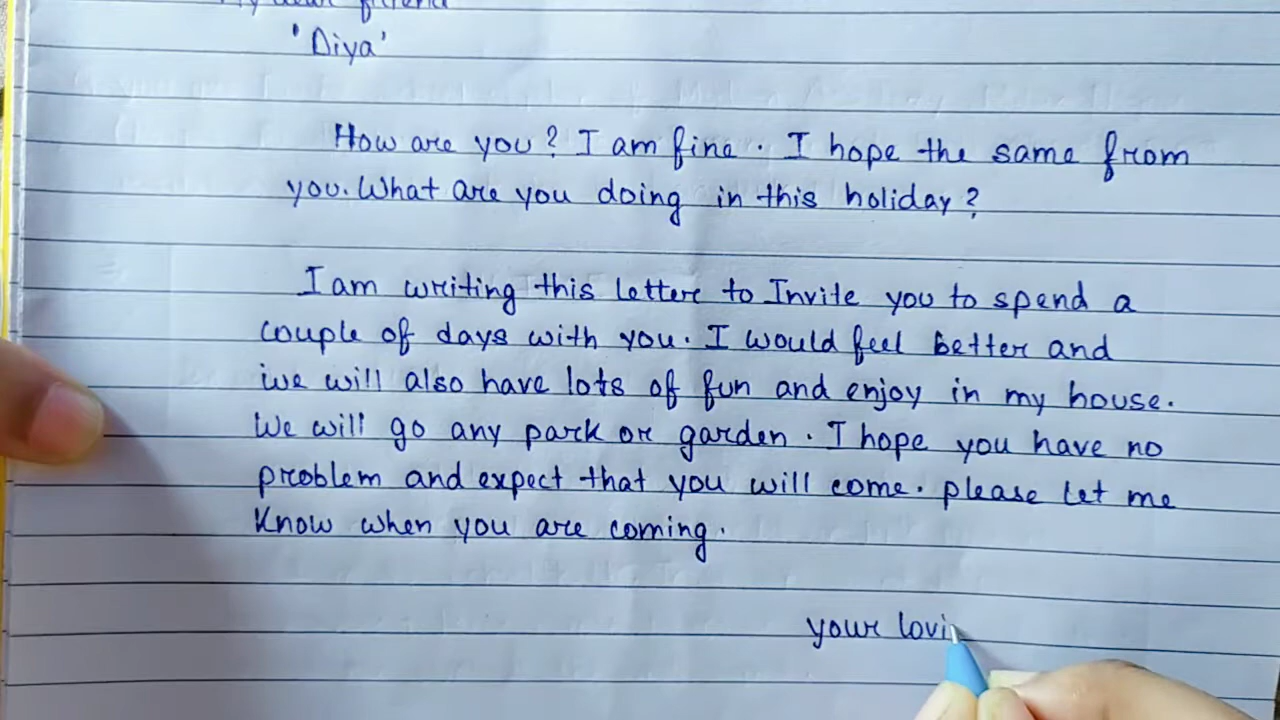 My dear friend
'Diya'
How are you? I am fine. I hope the same from
you. What are you doing in this holiday?
I am writing this letter to Invite you to spend a
couple of days with you. I would feel better and
we will also have lots of fun and enjoy in my house.
We will go any park or garden. I hope you have no
problem and expect that you will come. please let me
know when you are coming.
your lovi